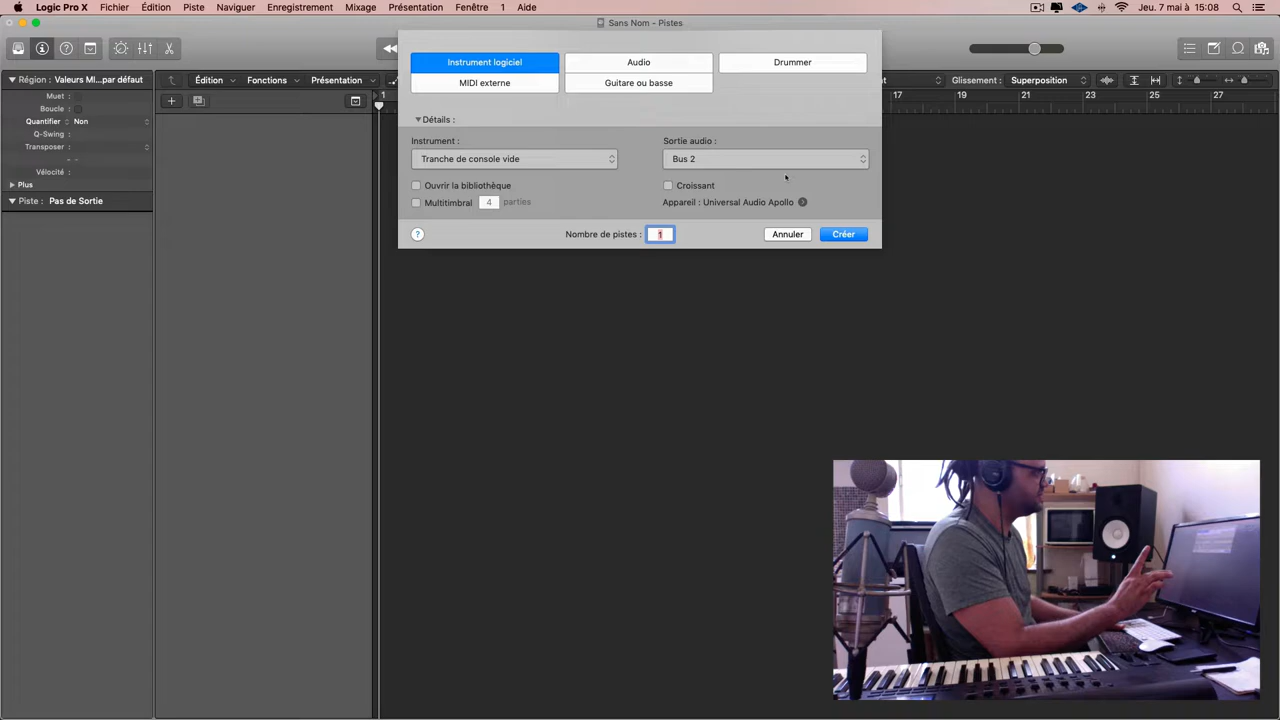 Logic Pro X Fichier Édition Piste Naviguer Enregistrement Mixage Présentation Fenêtre 1 Aide Jeu. 7 mai à 15:08
Sans Nom - Pistes
Instrument logiciel Audio Drummer
MIDI externe Guitare ou basse
Région : Valeurs MI...par défaut
Édition Fonctions Présentation
Glissement : Superposition
Muet :
Boucle :
Quantifier Non
Q-Swing :
Transposer :
Vélocité :
Plus
Piste : Pas de Sortie
1 17 19 21 23 25 27
Détails :
Instrument : Sortie audio :
Tranche de console vide Bus 2
Ouvrir la bibliothèque Croissant
Multitimbral 4 parties Appareil : Universal Audio Apollo
? Nombre de pistes : 1 Annuler Créer